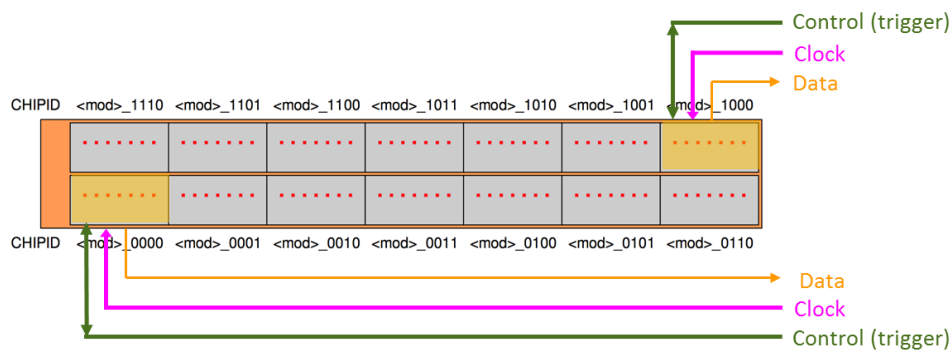 Control (trigger)
Clock
Data
CHIPID <mod>_1110 <mod>_1101 <mod>_1100 <mod>_1011 <mod>_1010 <mod>_1001 <mod>_1000
CHIPID <mod>_0000 <mod>_0001 <mod>_0010 <mod>_0011 <mod>_0100 <mod>_0101 <mod>_0110
Data
Clock
Control (trigger)